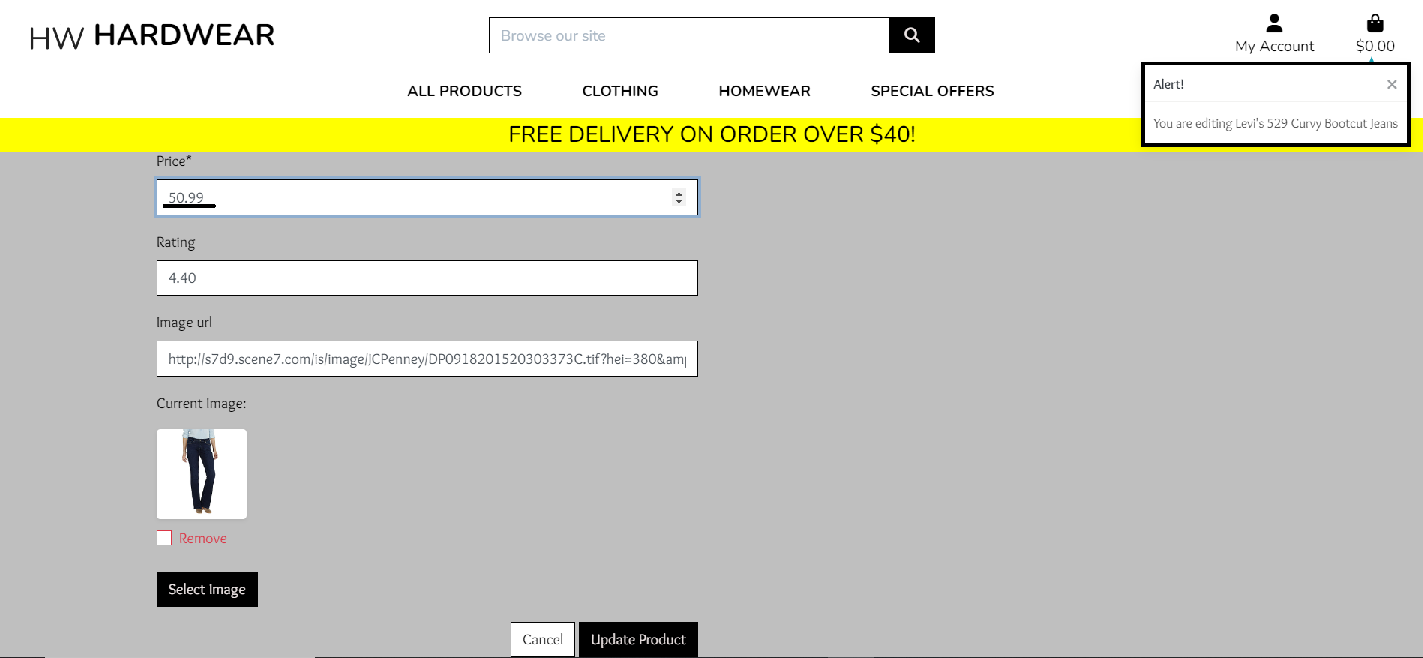 HW HARDWEAR
Browse our site
My Account
$0.00
ALL PRODUCTS CLOTHING HOMEWEAR SPECIAL OFFERS
Alert!
×
You are editing Levi's 529 Curvy Bootcut Jeans
FREE DELIVERY ON ORDER OVER $40!
Price*
50.99
Rating
4.40
Image url
http://s7d9.scene7.com/is/image/JCPenney/DP0918201520303373C.tif?hei=380&amp
Current Image:
Remove
Select Image
Cancel Update Product